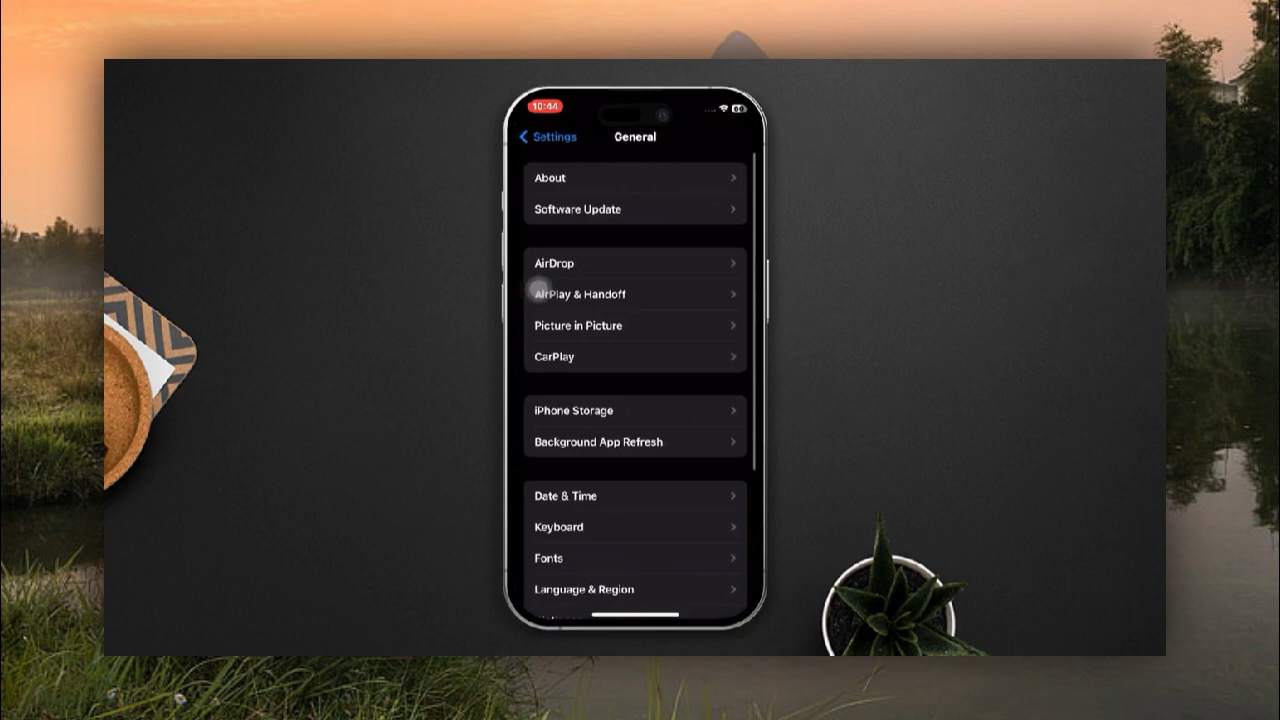 10:44
Settings
General
About
Software Update
AirDrop
AirPlay & Handoff
Picture in Picture
CarPlay
iPhone Storage
Background App Refresh
Date & Time
Keyboard
Fonts
Language & Region